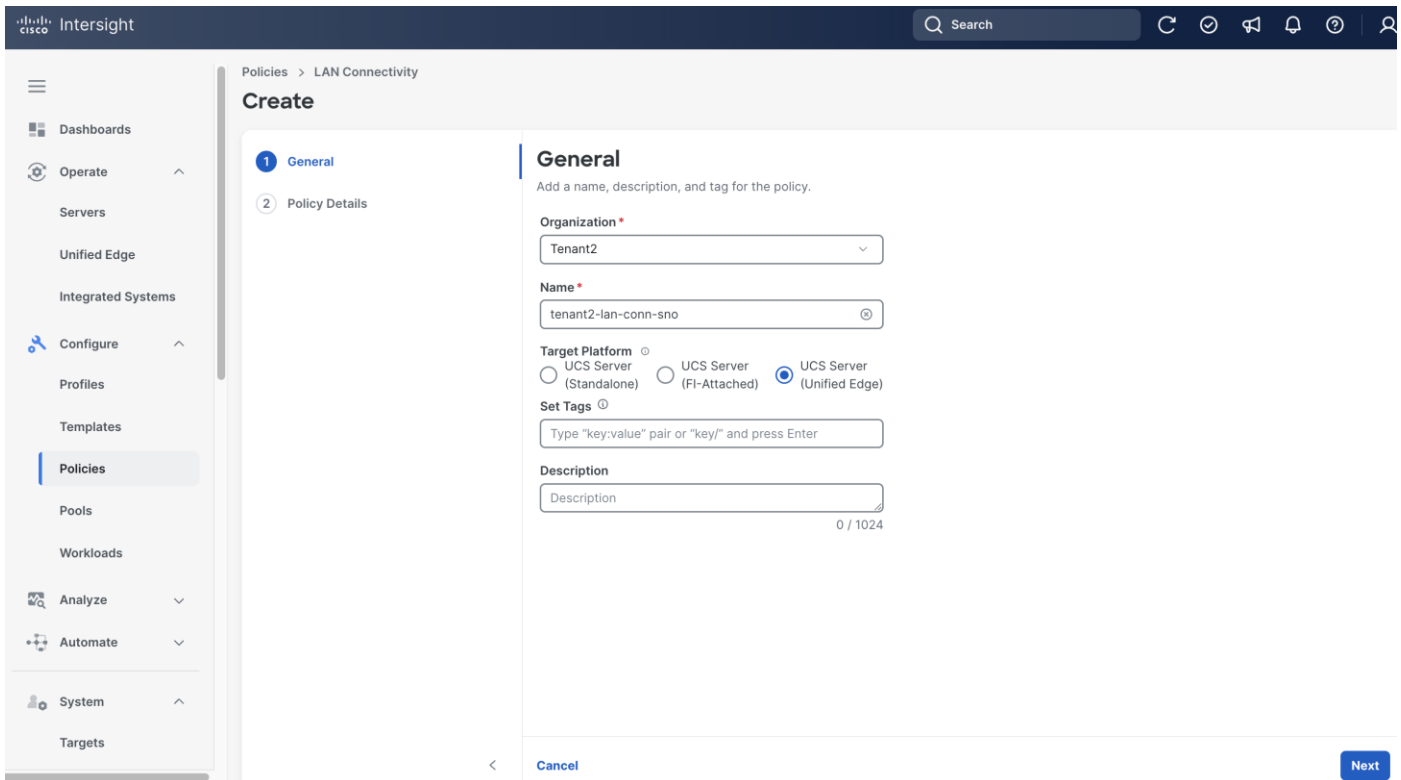 cisco Intersight
Search
Policies > LAN Connectivity
Create
Dashboards
Operate
Servers
Unified Edge
Integrated Systems
Configure
Profiles
Templates
Policies
Pools
Workloads
Analyze
Automate
System
Targets
1 General
2 Policy Details
General
Add a name, description, and tag for the policy.
Organization *
Tenant2
Name *
tenant2-lan-conn-sno
Target Platform
UCS Server
(Standalone)
UCS Server
(FI-Attached)
UCS Server
(Unified Edge)
Set Tags
Type "key:value" pair or "key/" and press Enter
Description
Description
0 / 1024
<
Cancel
Next